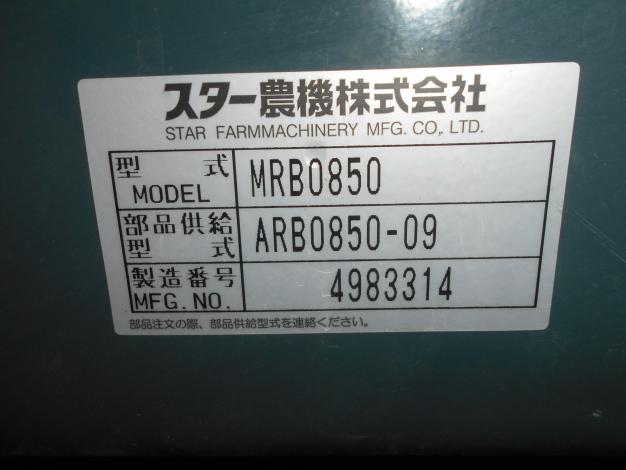 スター農機株式会社
STAR FARMMACHINERY MFG. CO., LTD.
型式 MRB0850
MODEL
部品供給 ARB0850-09
型式
製造番号 4983314
MFG.NO.
部品注文の際、部品供給型式を連絡ください。